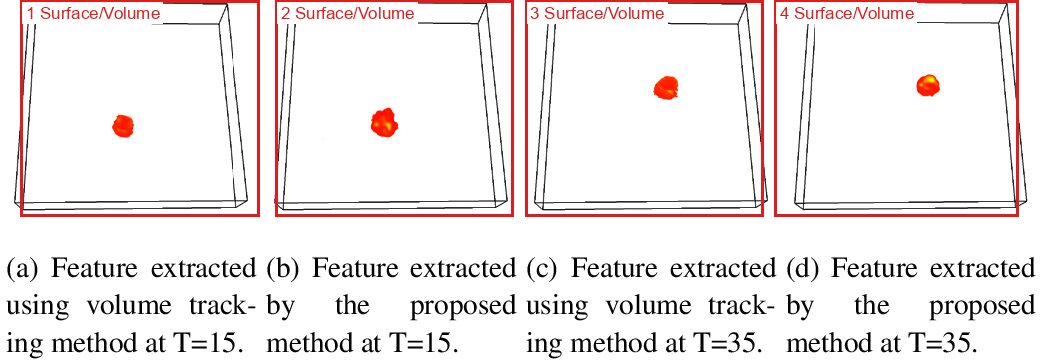 1 Surface/Volume
2 Surface/Volume
3 Surface/Volume
4 Surface/Volume
(a) Feature extracted
using volume track-
ing method at T=15.
(b) Feature extracted
by the proposed
method at T=15.
(c) Feature extracted
using volume track-
ing method at T=35.
(d) Feature extracted
by the proposed
method at T=35.